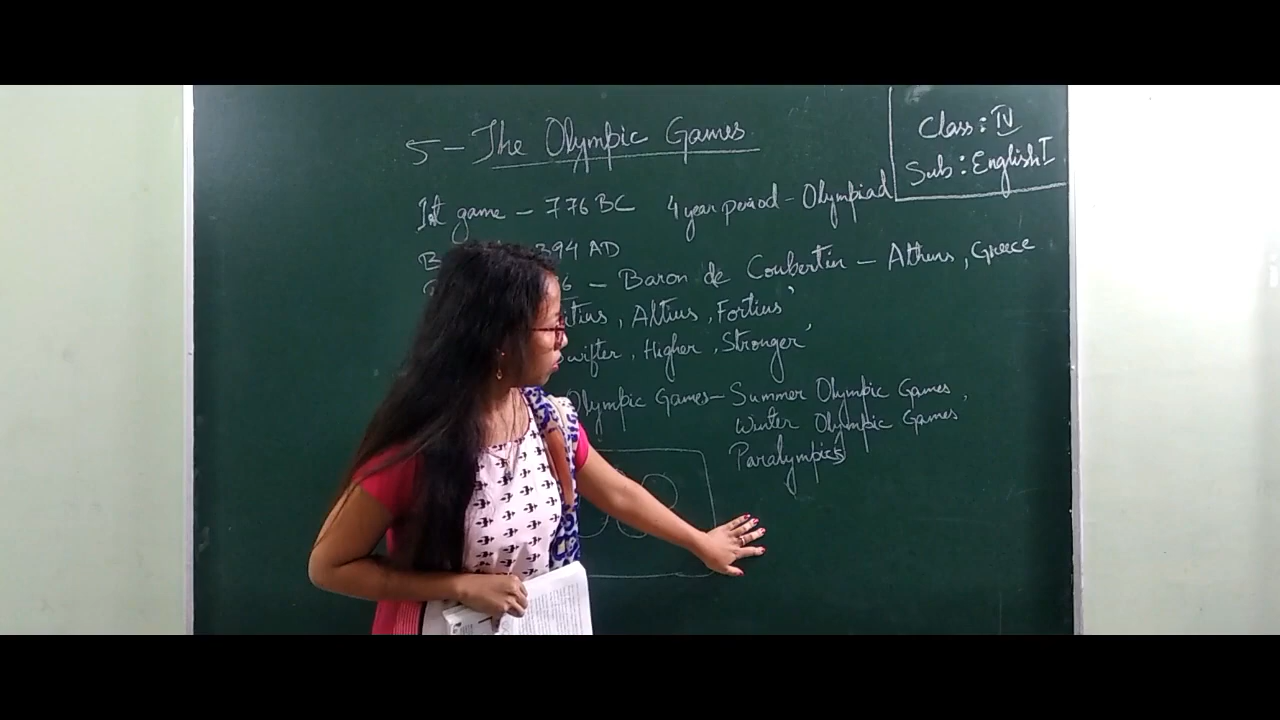 Class: IV
Sub: English I
5 - The Olympic Games
1st game - 776 BC 4 year period - Olympiad
394 AD
6 - Baron de Coubertin - Athens, Greece
Altius, Fortius'
Swifter, Higher, Stronger'
Olympic Games - Summer Olympic Games,
Winter Olympic Games,
Paralympics